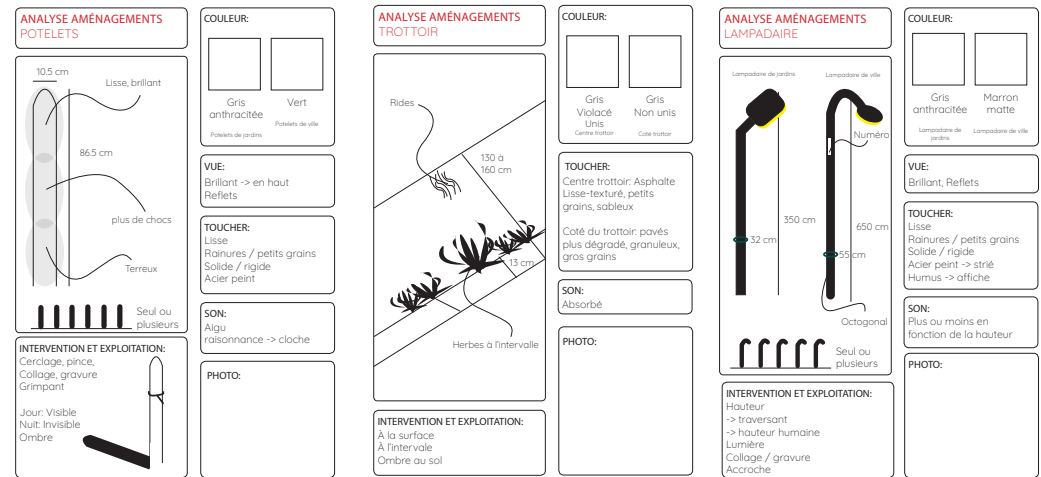 ANALYSE AMÉNAGEMENTS
POTELETS
10.5 cm
Lisse, brillant
86.5 cm
plus de chocs
Terreux
Seul ou
plusieurs
INTERVENTION ET EXPLOITATION:
Cerclage, pince,
Collage, gravure
Grimpant
Jour: Visible
Nuit: Invisible
Ombre
COULEUR:
Gris
anthracitée
Potelets de jardins
Vert
Potelets de ville
VUE:
Brillant -> en haut
Reflets
TOUCHER:
Lisse
Rainures / petits grains
Solide / rigide
Acier peint
SON:
Aigu
raisonnance -> cloche
PHOTO:
ANALYSE AMÉNAGEMENTS
TROTTOIR
Rides
130 à
160 cm
13 cm
Herbes à l'intervalle
INTERVENTION ET EXPLOITATION:
À la surface
À l'intervale
Ombre au sol
COULEUR:
Gris
Violacé
Unis
Centre trottoir
Gris
Non unis
Coté trottoir
TOUCHER:
Centre trottoir: Asphalte
Lisse-texturé, petits
grains, sableux
Coté du trottoir: pavés
plus dégradé, granuleux,
gros grains
SON:
Absorbé
PHOTO:
ANALYSE AMÉNAGEMENTS
LAMPADAIRE
Lampadaire de jardins
Lampadaire de ville
Numéro
350 cm
650 cm
32 cm
55 cm
Octogonal
Seul ou
plusieurs
INTERVENTION ET EXPLOITATION:
Hauteur
-> traversant
-> hauteur humaine
Lumière
Collage / gravure
Accroche
COULEUR:
Gris
anthracitée
Lampadaire de
jardins
Marron
matte
Lampadaire de ville
VUE:
Brillant, Reflets
TOUCHER:
Lisse
Rainures / petits grains
Solide / rigide
Acier peint -> strié
Humus -> affiche
SON:
Plus ou moins en
fonction de la hauteur
PHOTO: